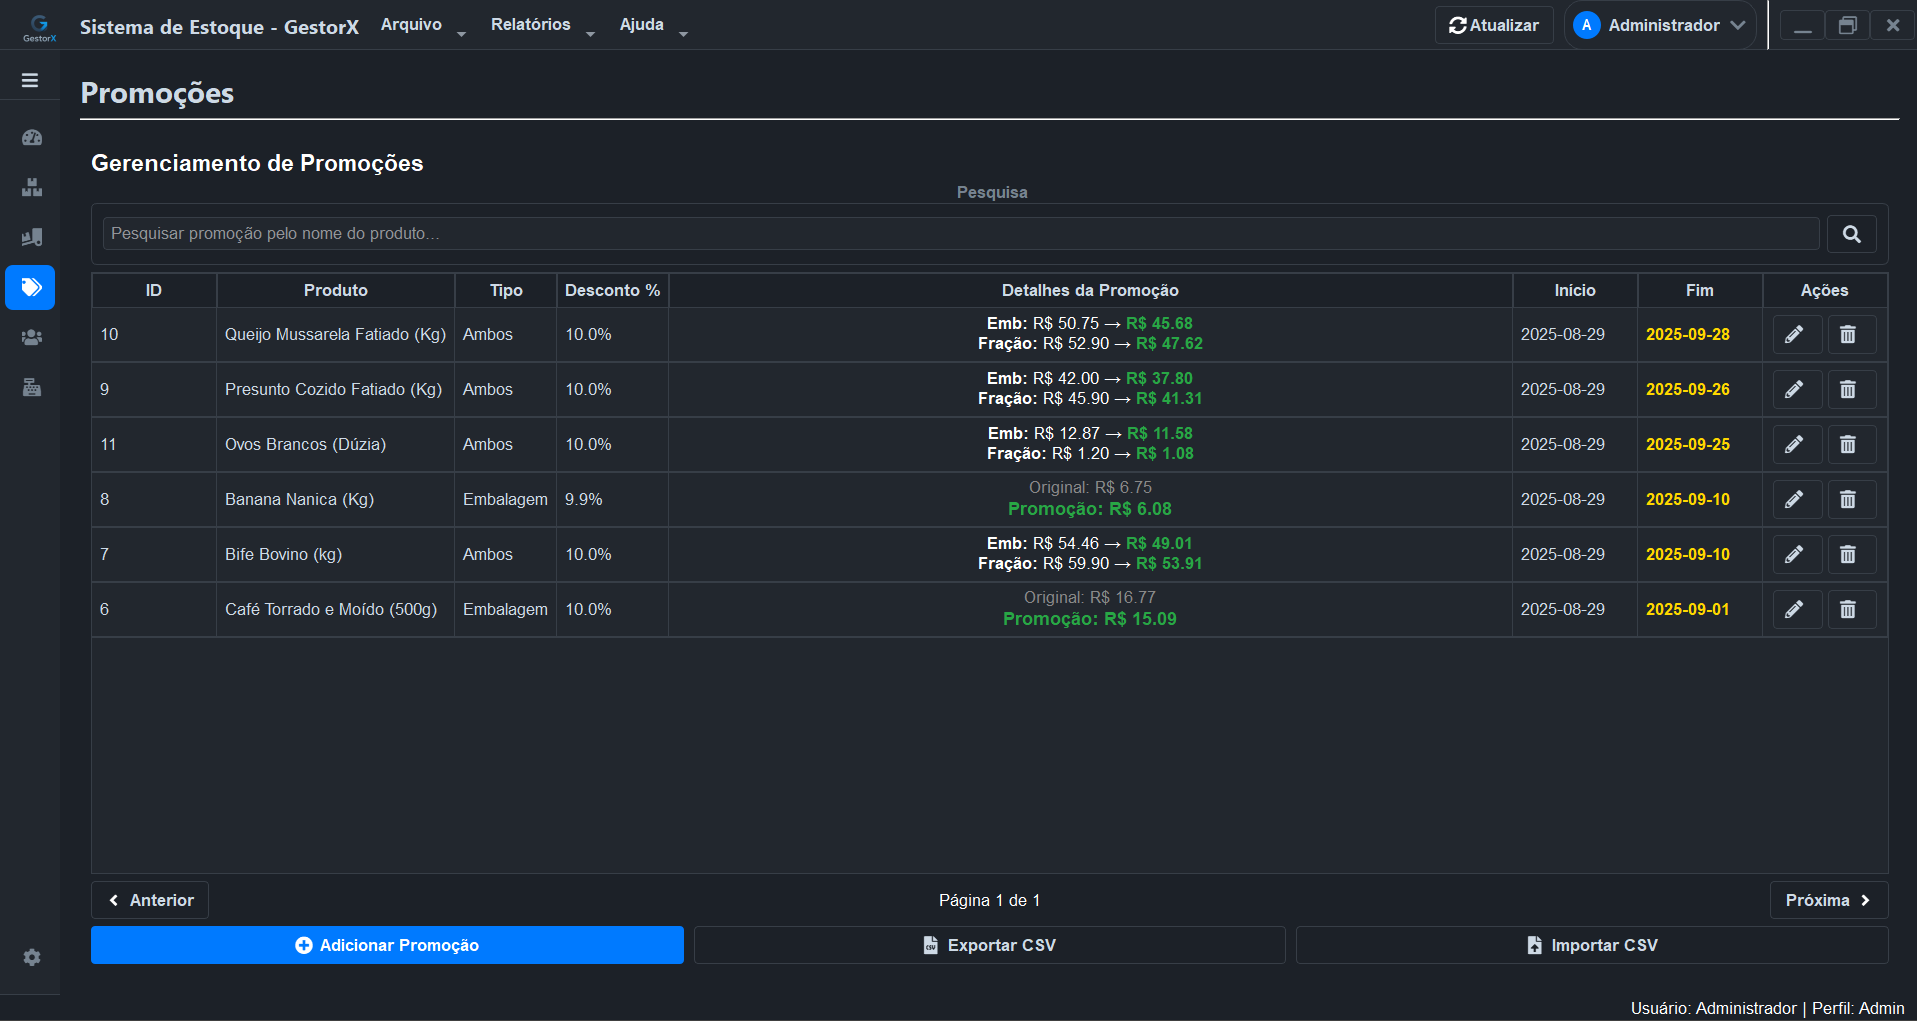 GestorX
Sistema de Estoque - GestorX
Arquivo
Relatórios
Ajuda
Atualizar
A
Administrador
Promoções
Gerenciamento de Promoções
Pesquisa
Pesquisar promoção pelo nome do produto...
ID Produto Tipo Desconto % Detalhes da Promoção Início Fim Ações
10 Queijo Mussarela Fatiado (Kg) Ambos 10.0% Emb: R$ 50.75 → R$ 45.68 2025-08-29 2025-09-28
Fração: R$ 52.90 → R$ 47.62
9 Presunto Cozido Fatiado (Kg) Ambos 10.0% Emb: R$ 42.00 → R$ 37.80 2025-08-29 2025-09-26
Fração: R$ 45.90 → R$ 41.31
11 Ovos Brancos (Dúzia) Ambos 10.0% Emb: R$ 12.87 → R$ 11.58 2025-08-29 2025-09-25
Fração: R$ 1.20 → R$ 1.08
8 Banana Nanica (Kg) Embalagem 9.9% Original: R$ 6.75 2025-08-29 2025-09-10
Promoção: R$ 6.08
7 Bife Bovino (kg) Ambos 10.0% Emb: R$ 54.46 → R$ 49.01 2025-08-29 2025-09-10
Fração: R$ 59.90 → R$ 53.91
6 Café Torrado e Moído (500g) Embalagem 10.0% Original: R$ 16.77 2025-08-29 2025-09-01
Promoção: R$ 15.09
Anterior
Página 1 de 1
Próxima
Adicionar Promoção
Exportar CSV
Importar CSV
Usuário: Administrador | Perfil: Admin